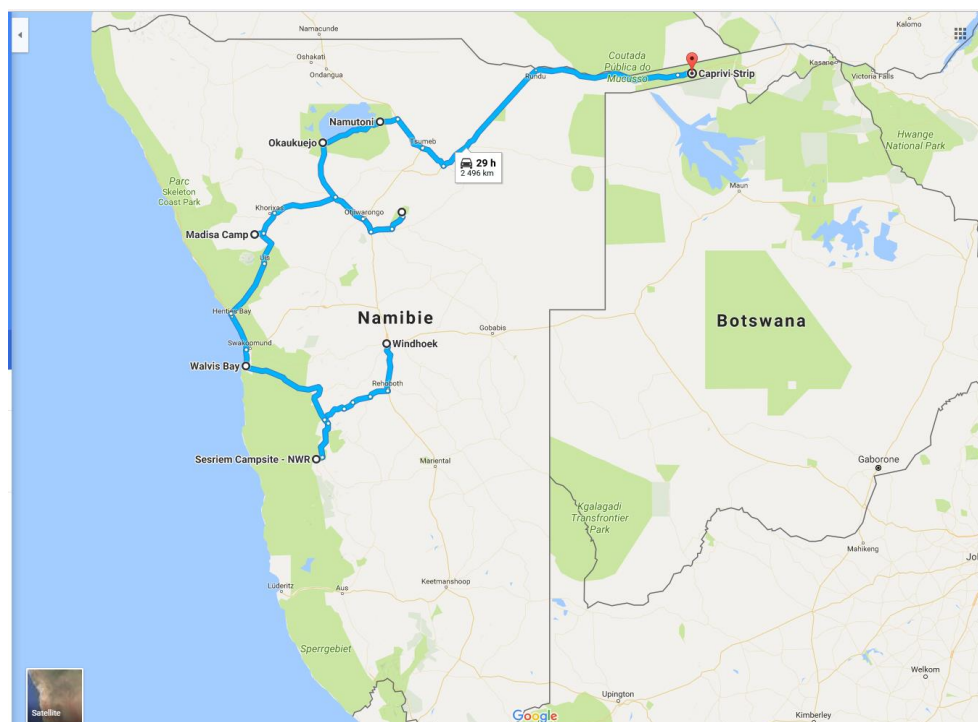 Namacunde
Oshakati
Ondangua
Coutada
Pública do
Mucusso
Kalomo
Kasane
Victoria Falls
Rundu
Caprivi Strip
Namutoni
Okaukuejo
Tsumeb
29 h
2 496 km
Hwange
National Park
Maun
Parc
Skeleton
Coast Park
Khorixas
Otjiwarongo
Madisa Camp
Uis
Henties Bay
Namibie
Botswana
Gobabis
Swakopmund
Windhoek
Walvis Bay
Rehoboth
Sesriem Campsite - NWR
Mariental
Gaborone
Kgalagadi
Transfrontier
Park
Mahikeng
Lüderitz
Aus
Keetmanshoop
Sperrgebiet
Welkom
Upington
Kimberley
Satellite
Google